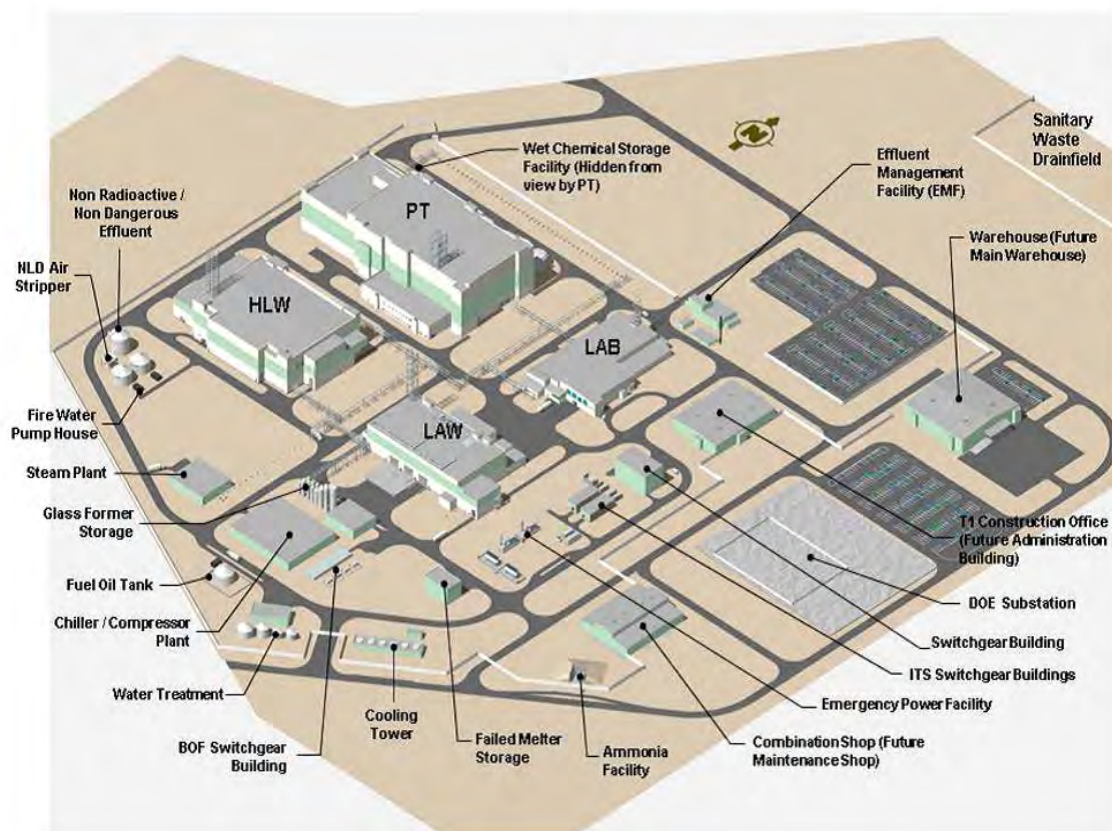 Sanitary
Waste
Drainfield
N
Wet Chemical Storage
Facility (Hidden from
view by PT)
Effluent
Management
Facility (EMF)
Non Radioactive /
Non Dangerous
Effluent
PT
Warehouse (Future
Main Warehouse)
NLD Air
Stripper
HLW
LAB
Fire Water
Pump House
LAW
Steam Plant
Glass Former
Storage
T1 Construction Office
(Future Administration
Building)
Fuel Oil Tank
DOE Substation
Chiller / Compressor
Plant
Switchgear Building
ITS Switchgear Buildings
Water Treatment
Emergency Power Facility
Cooling
Tower
BOF Switchgear
Building
Failed Melter
Storage
Ammonia
Facility
Combination Shop (Future
Maintenance Shop)